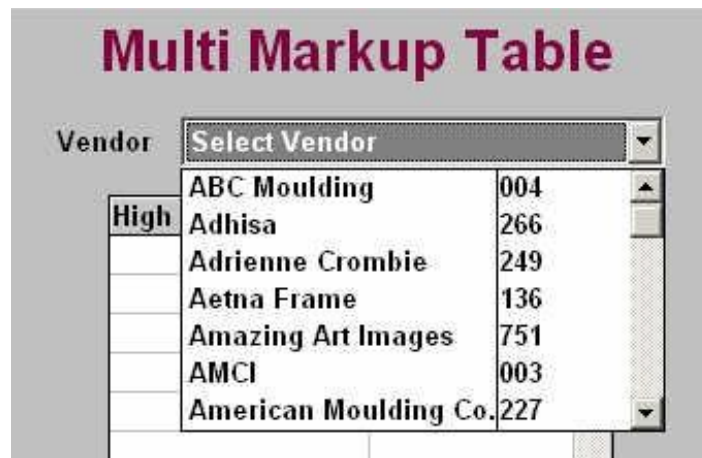 Multi Markup Table
Vendor Select Vendor
ABC Moulding 004
High
Adhisa 266
Adrienne Crombie 249
Aetna Frame 136
Amazing Art Images 751
AMCI 003
American Moulding Co. 227